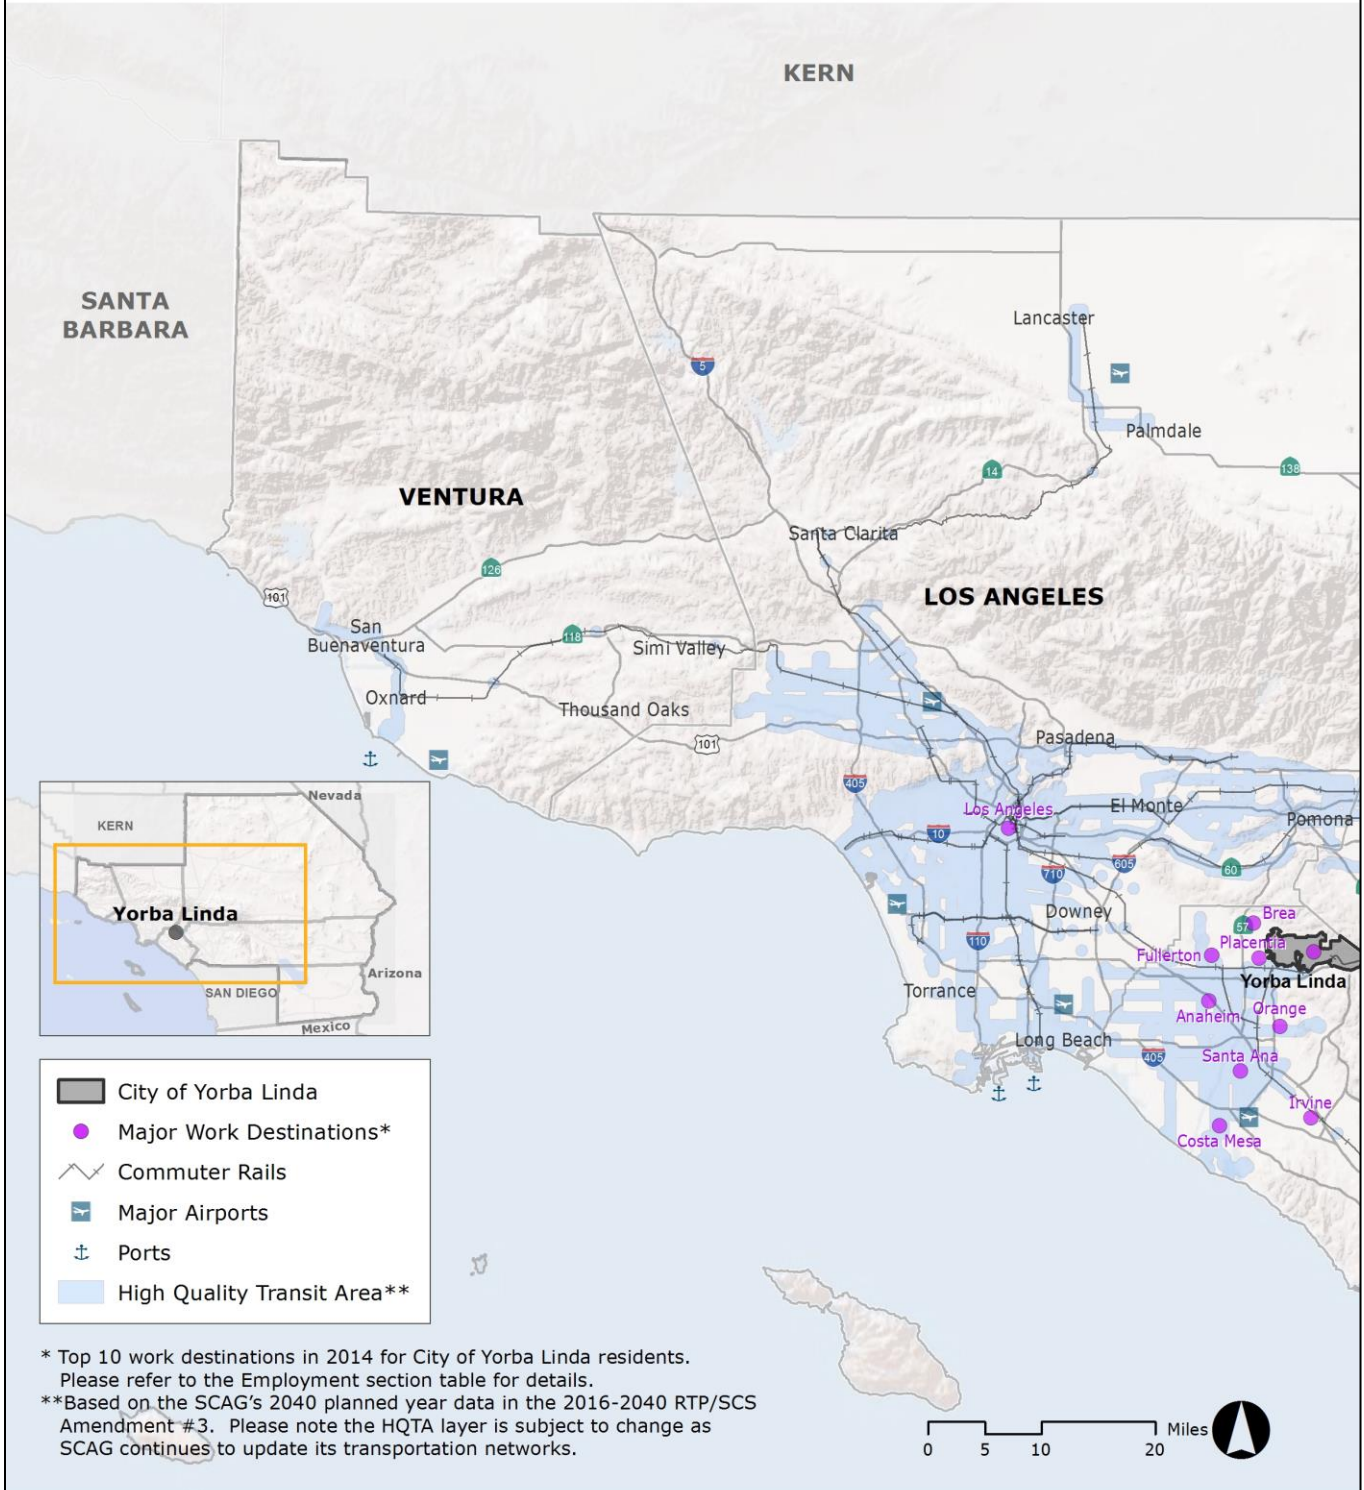 KERN
SANTA
BARBARA
Lancaster
5
Palmdale
14
138
VENTURA
Santa Clarita
126
LOS ANGELES
101
San
Buenaventura
118
Simi Valley
Oxnard
Thousand Oaks
101
Pasadena
405
Los Angeles
El Monte
Pomona
10
710
605
60
Downey
Brea
57
110
Placentia
Fullerton
Yorba Linda
Torrance
Anaheim
Orange
Long Beach
405
Santa Ana
Irvine
Costa Mesa
Nevada
KERN
Yorba Linda
Arizona
SAN DIEGO
Mexico
City of Yorba Linda
Major Work Destinations*
Commuter Rails
Major Airports
Ports
High Quality Transit Area**
* Top 10 work destinations in 2014 for City of Yorba Linda residents.
Please refer to the Employment section table for details.
**Based on the SCAG's 2040 planned year data in the 2016-2040 RTP/SCS
Amendment #3. Please note the HQTA layer is subject to change as
SCAG continues to update its transportation networks.
Miles
0 5 10 20